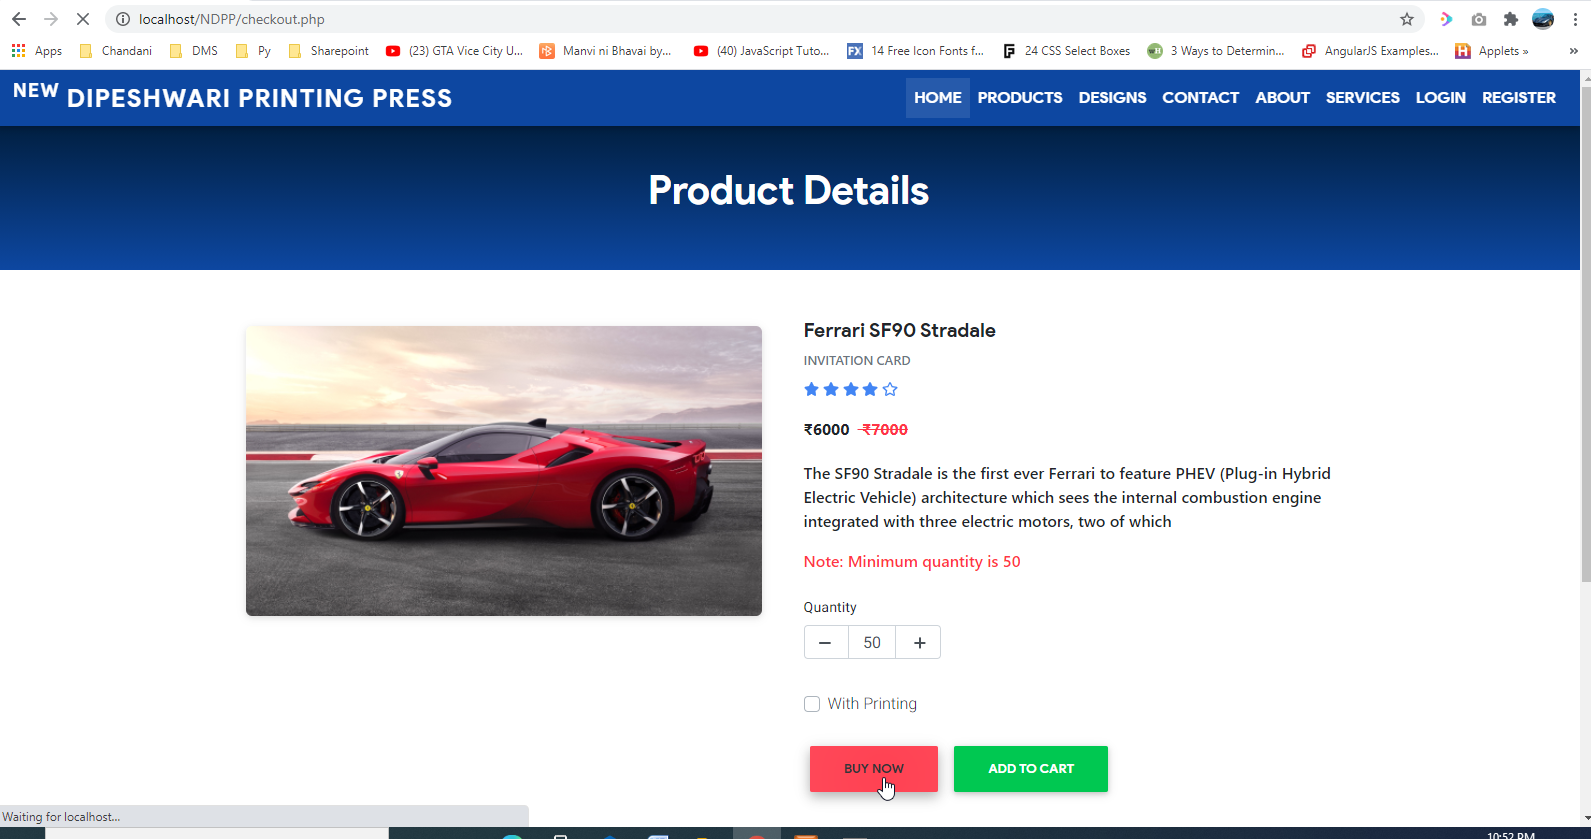 localhost/NDPP/checkout.php
Apps Chandani DMS Py Sharepoint (23) GTA Vice City U... Manvi ni Bhavai by... (40) JavaScript Tuto... FX 14 Free Icon Fonts f... 24 CSS Select Boxes 3 Ways to Determin... AngularJS Examples... Applets » »
NEW DIPESHWARI PRINTING PRESS HOME PRODUCTS DESIGNS CONTACT ABOUT SERVICES LOGIN REGISTER
Product Details
Ferrari SF90 Stradale
INVITATION CARD
₹6000 ₹7000
The SF90 Stradale is the first ever Ferrari to feature PHEV (Plug-in Hybrid
Electric Vehicle) architecture which sees the internal combustion engine
integrated with three electric motors, two of which
Note: Minimum quantity is 50
Quantity
− 50 +
With Printing
BUY NOW ADD TO CART
Waiting for localhost...
10:52 PM